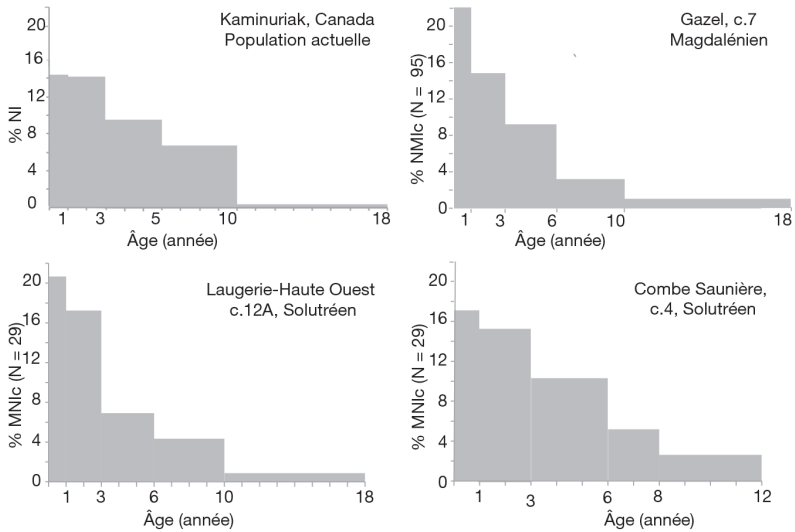 Kaminuriak, Canada
Population actuelle
% NI
20
16
12
8
4
0
1 3 5 10 18
Âge (année)
Gazel, c.7
Magdalénien
% NMIc (N = 95)
20
16
12
8
4
0
1 3 6 10 18
Âge (année)
Laugerie-Haute Ouest
c.12A, Solutréen
% MNIc (N = 29)
20
16
12
8
4
0
1 3 6 10 18
Âge (année)
Combe Saunière,
c.4, Solutréen
% MNIc (N = 29)
20
16
12
8
4
0
1 3 6 8 12
Âge (année)